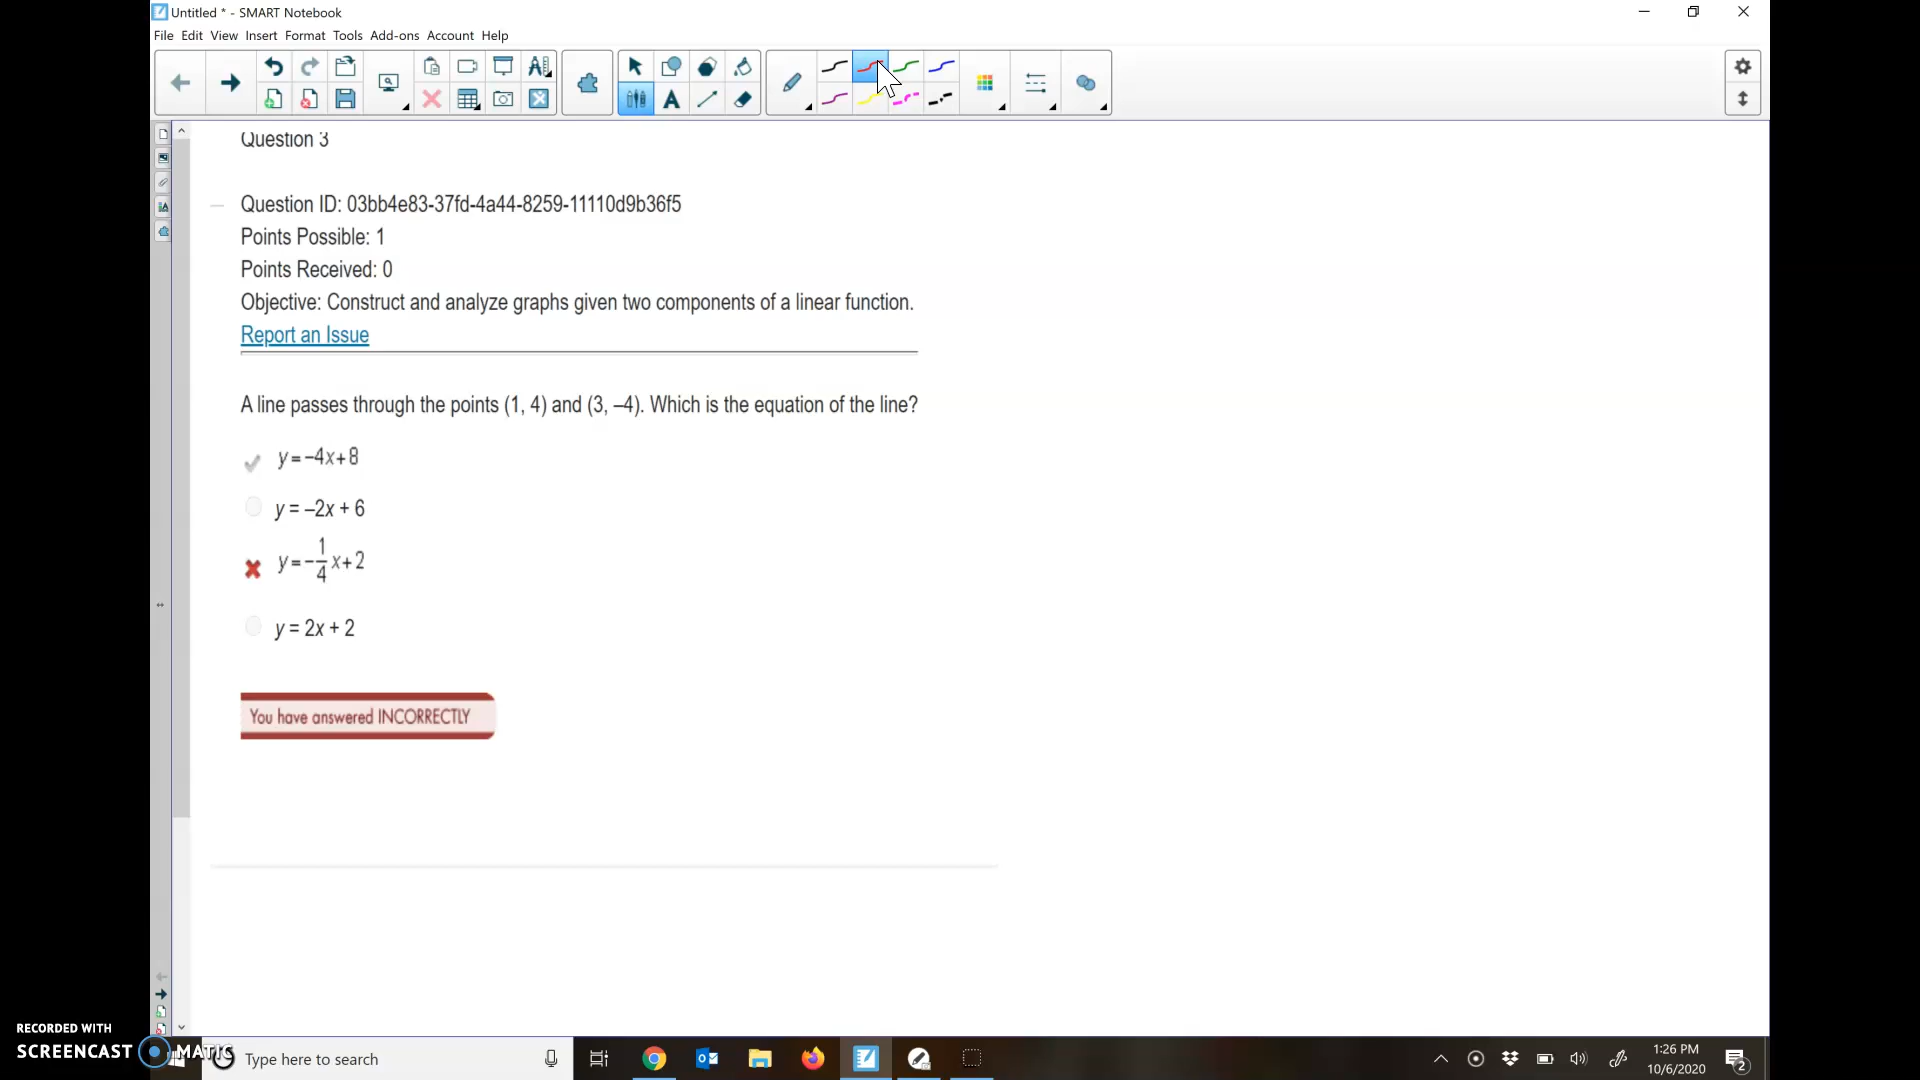 Untitled * - SMART Notebook
File Edit View Insert Format Tools Add-ons Account Help
Question 3
Question ID: 03bb4e83-37fd-4a44-8259-11110d9b36f5
Points Possible: 1
Points Received: 0
Objective: Construct and analyze graphs given two components of a linear function.
Report an Issue
A line passes through the points (1, 4) and (3, –4). Which is the equation of the line?
y = –4x+8
y = –2x + 6
y = –1/4 x+2
y = 2x + 2
You have answered INCORRECTLY
RECORDED WITH
SCREENCAST MATIC
Type here to search
1:26 PM
10/6/2020
2